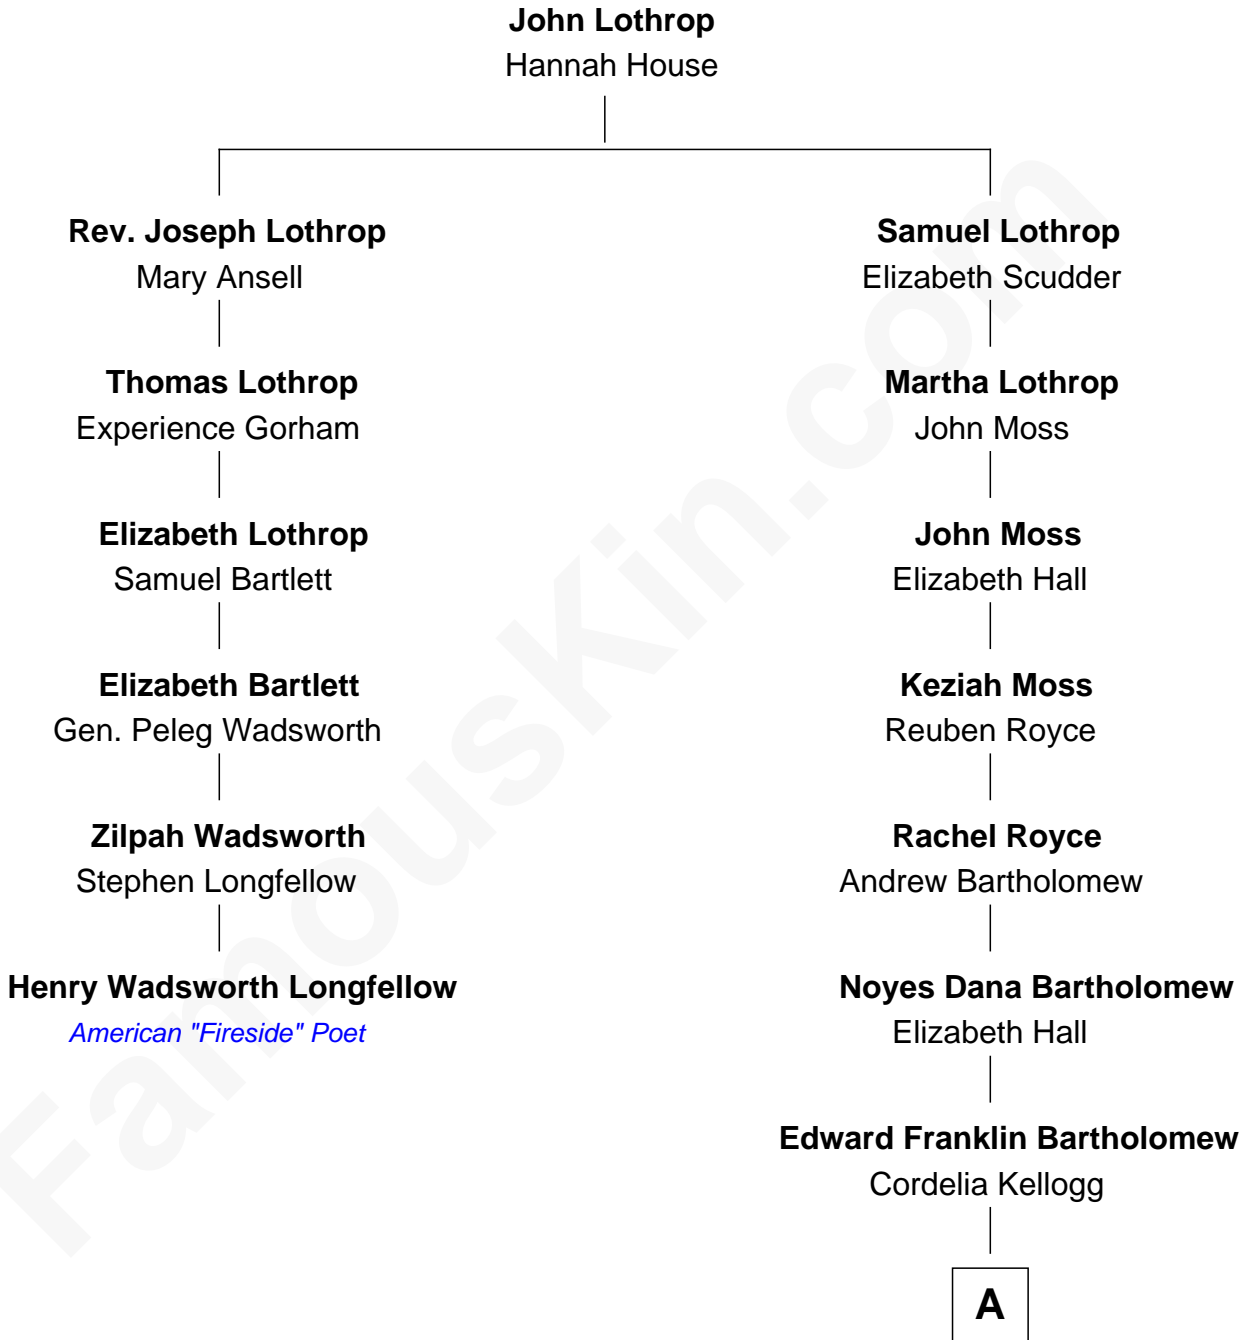 John Lothrop
Hannah House
Rev. Joseph Lothrop
Mary Ansell
Thomas Lothrop
Experience Gorham
Elizabeth Lothrop
Samuel Bartlett
Elizabeth Bartlett
Gen. Peleg Wadsworth
Zilpah Wadsworth
Stephen Longfellow
Henry Wadsworth Longfellow
American "Fireside" Poet
Samuel Lothrop
Elizabeth Scudder
Martha Lothrop
John Moss
John Moss
Elizabeth Hall
Keziah Moss
Reuben Royce
Rachel Royce
Andrew Bartholomew
Noyes Dana Bartholomew
Elizabeth Hall
Edward Franklin Bartholomew
Cordelia Kellogg
A
FamousKin.com